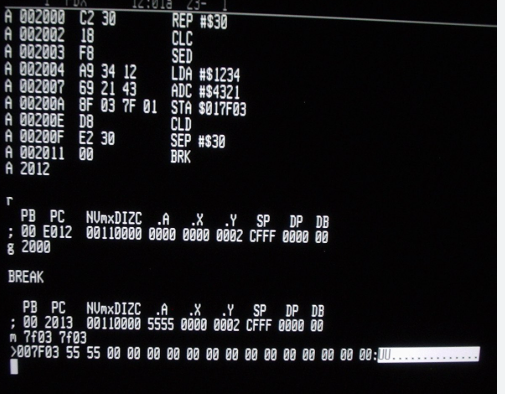 A 002000 C2 30 REP #$30
A 002002 18 CLC
A 002003 F8 SED
A 002004 A9 34 12 LDA #$1234
A 002007 69 21 43 ADC #$4321
A 00200A 8F 03 7F 01 STA $017F03
A 00200E D8 CLD
A 00200F E2 30 SEP #$30
A 002011 00 BRK
A 2012
r
PB PC NVmxDIZC .A .X .Y SP DP DB
; 00 E012 00110000 0000 0000 0002 CFFF 0000 00
g 2000
BREAK
PB PC NVmxDIZC .A .X .Y SP DP DB
; 00 2013 00110000 5555 0000 0002 CFFF 0000 00
m 7f03 7f03
>007F03 55 55 00 00 00 00 00 00 00 00 00 00 00 00 00 00:UU..............